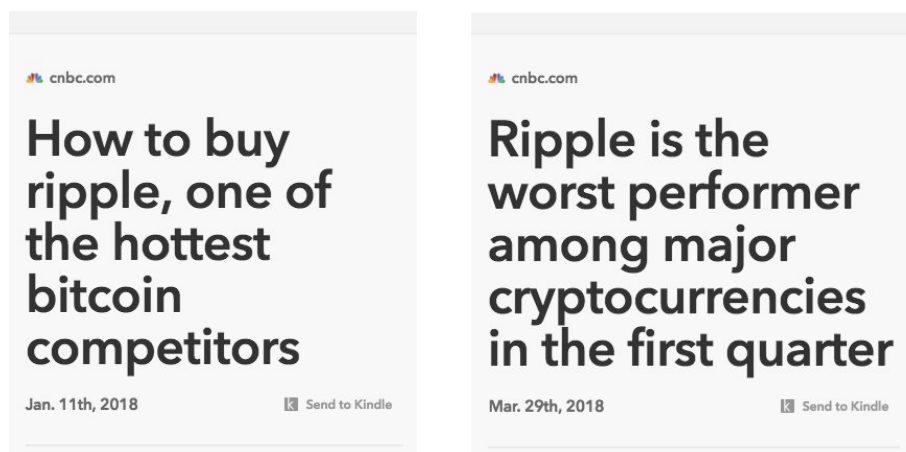 cnbc.com
How to buy
ripple, one of
the hottest
bitcoin
competitors
Jan. 11th, 2018
K Send to Kindle
cnbc.com
Ripple is the
worst performer
among major
cryptocurrencies
in the first quarter
Mar. 29th, 2018
K Send to Kindle